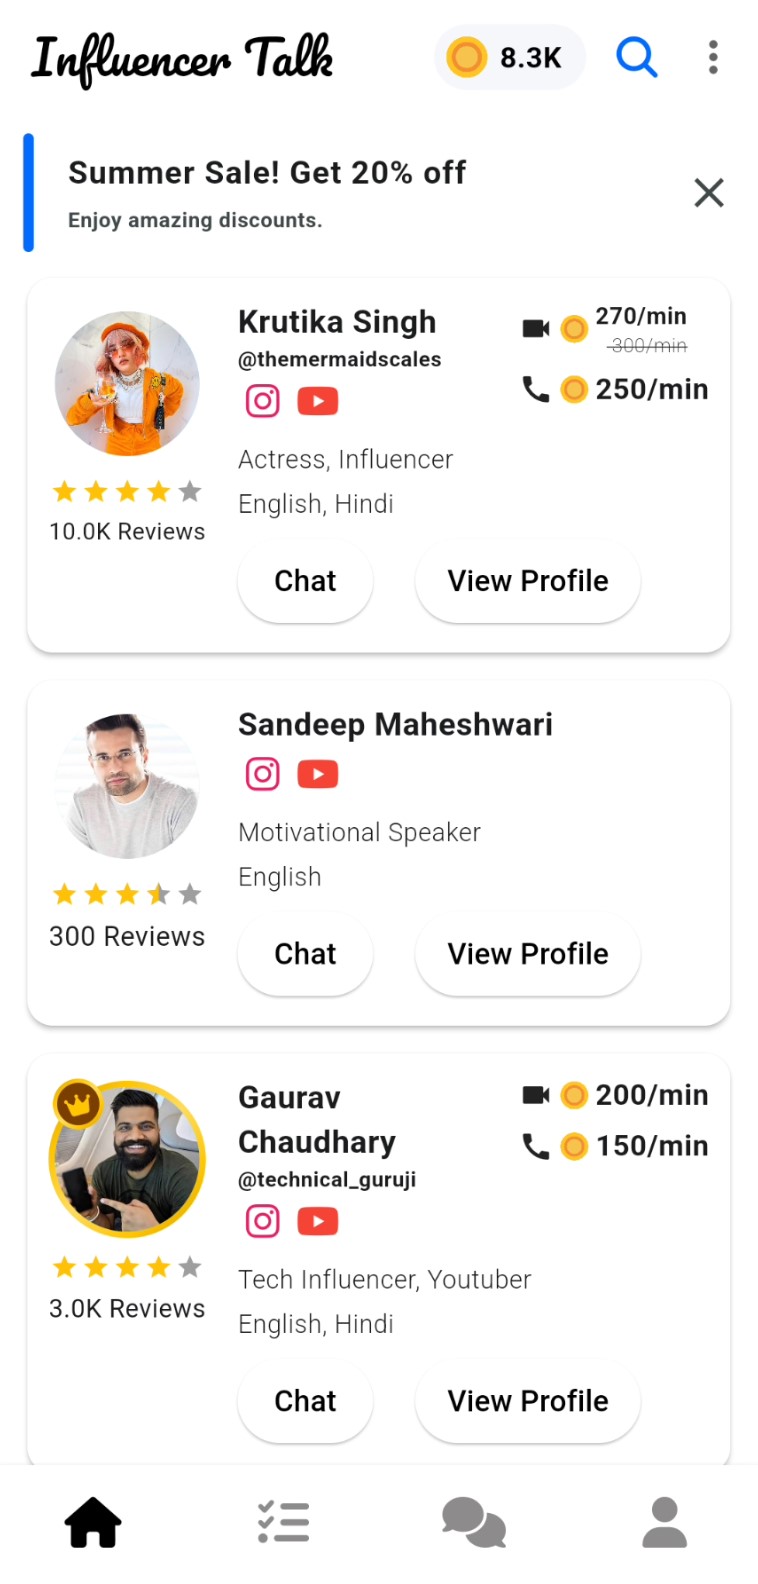 Influencer Talk
8.3K
Summer Sale! Get 20% off
Enjoy amazing discounts.
Krutika Singh
@themermaidscales
270/min
300/min
250/min
Actress, Influencer
English, Hindi
10.0K Reviews
Chat
View Profile
Sandeep Maheshwari
Motivational Speaker
English
300 Reviews
Chat
View Profile
Gaurav
Chaudhary
@technical_guruji
200/min
150/min
Tech Influencer, Youtuber
English, Hindi
3.0K Reviews
Chat
View Profile